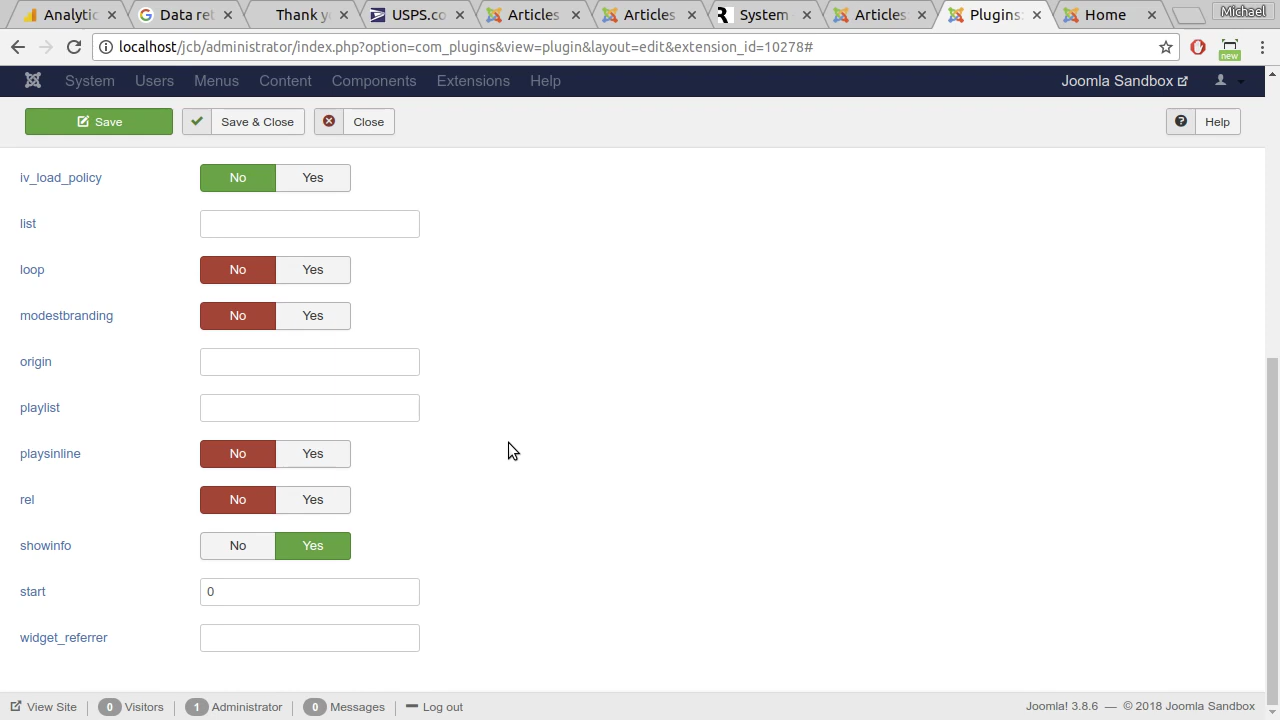 Analytic
Data ret
Thank y
USPS.co
Articles
Articles
System
Articles
Plugins
Home
Michael
localhost/jcb/administrator/index.php?option=com_plugins&view=plugin&layout=edit&extension_id=10278#
new
System Users Menus Content Components Extensions Help
Joomla Sandbox
Save
Save & Close
Close
Help
iv_load_policy No Yes
list
loop No Yes
modestbranding No Yes
origin
playlist
playsinline No Yes
rel No Yes
showinfo No Yes
start 0
widget_referrer
View Site 0 Visitors 1 Administrator 0 Messages Log out
Joomla! 3.8.6 — © 2018 Joomla Sandbox